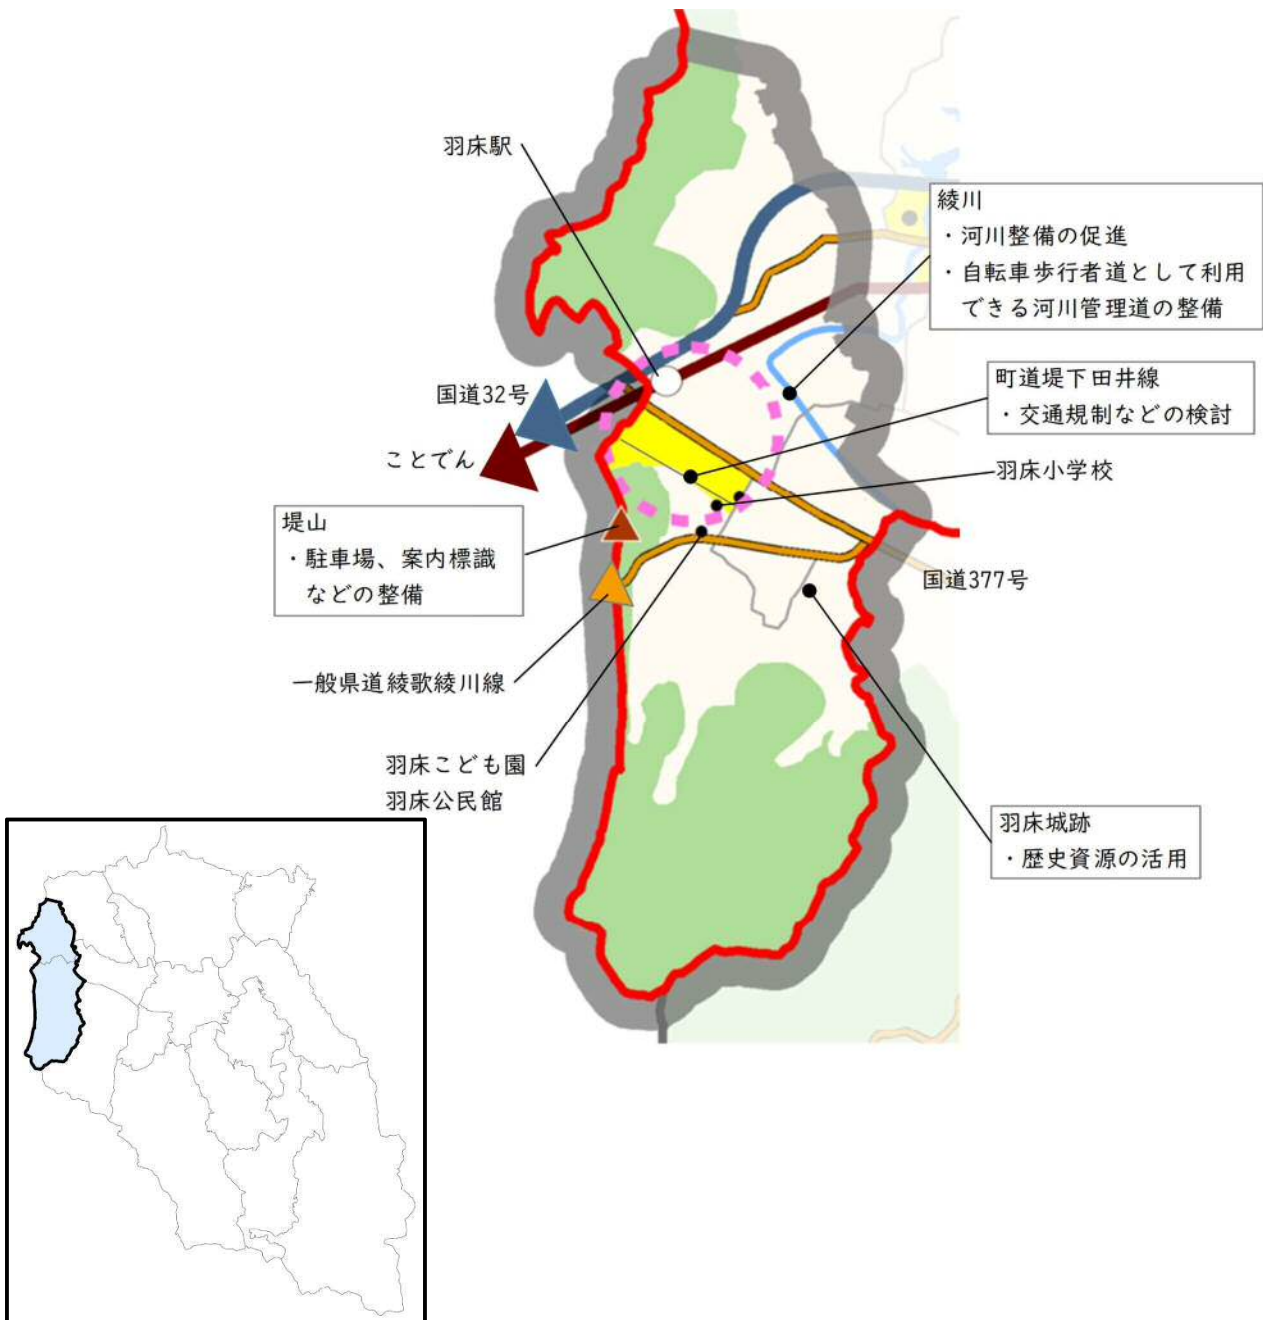 羽床駅
綾川
・河川整備の促進
・自転車歩行者道として利用
できる河川管理道の整備
国道32号
町道堤下田井線
・交通規制などの検討
ことでん
羽床小学校
堤山
・駐車場、案内標識
などの整備
国道377号
一般県道綾歌綾川線
羽床こども園
羽床公民館
羽床城跡
・歴史資源の活用